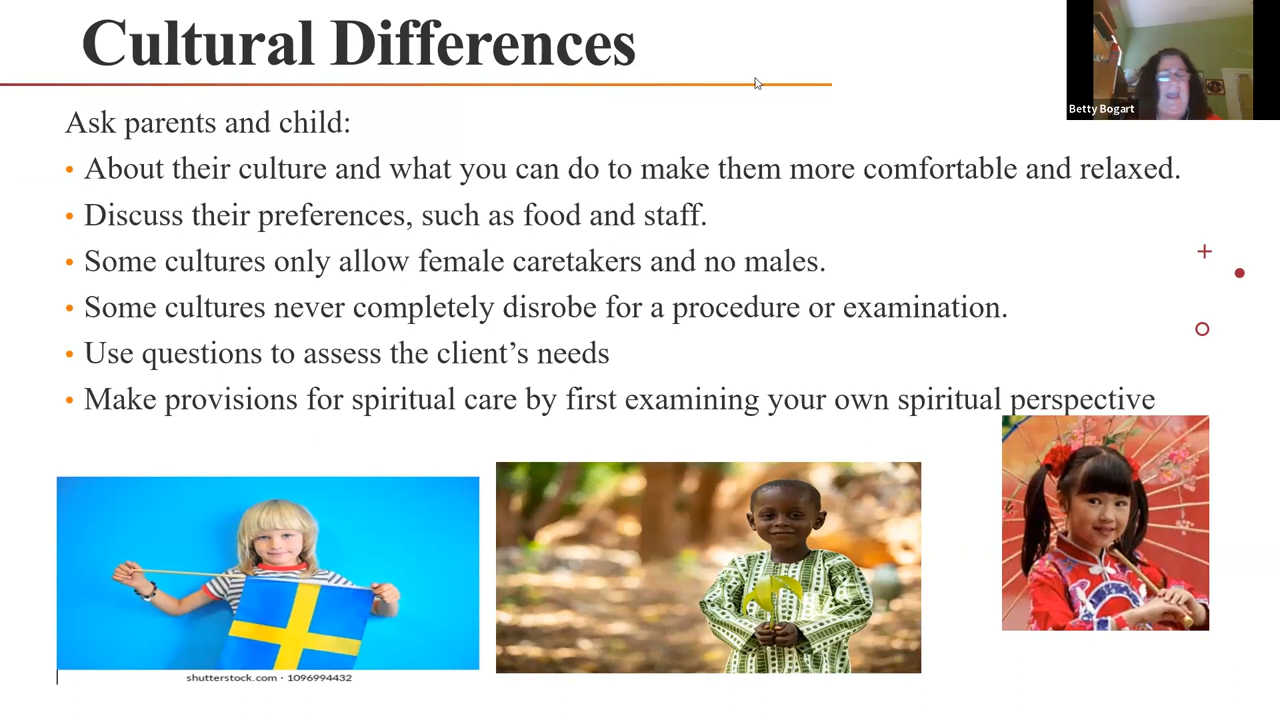 Cultural Differences
Betty Bogart
Ask parents and child:
• About their culture and what you can do to make them more comfortable and relaxed.
• Discuss their preferences, such as food and staff.
• Some cultures only allow female caretakers and no males.
• Some cultures never completely disrobe for a procedure or examination.
• Use questions to assess the client’s needs
• Make provisions for spiritual care by first examining your own spiritual perspective
shutterstock.com · 1096994432